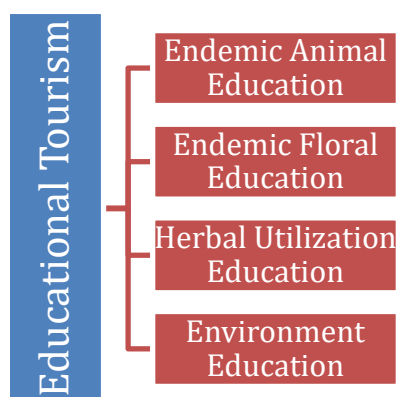 Educational Tourism
Endemic Animal
Education
Endemic Floral
Education
Herbal Utilization
Education
Environment
Education